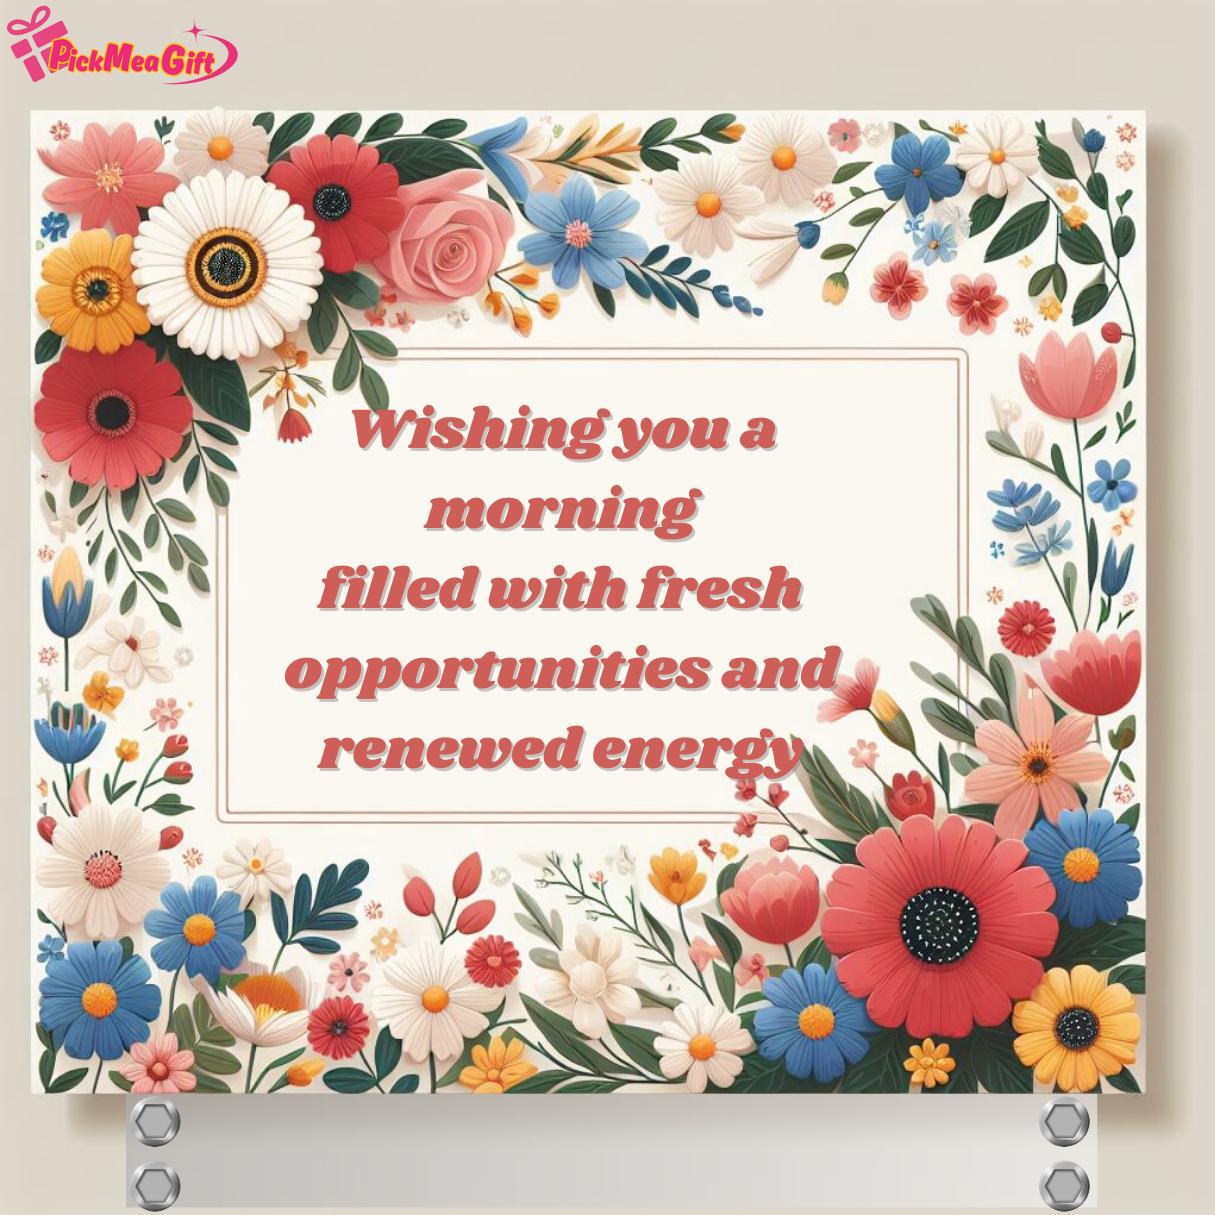 PickMeaGift
Wishing you a
morning
filled with fresh
opportunities and
renewed energy